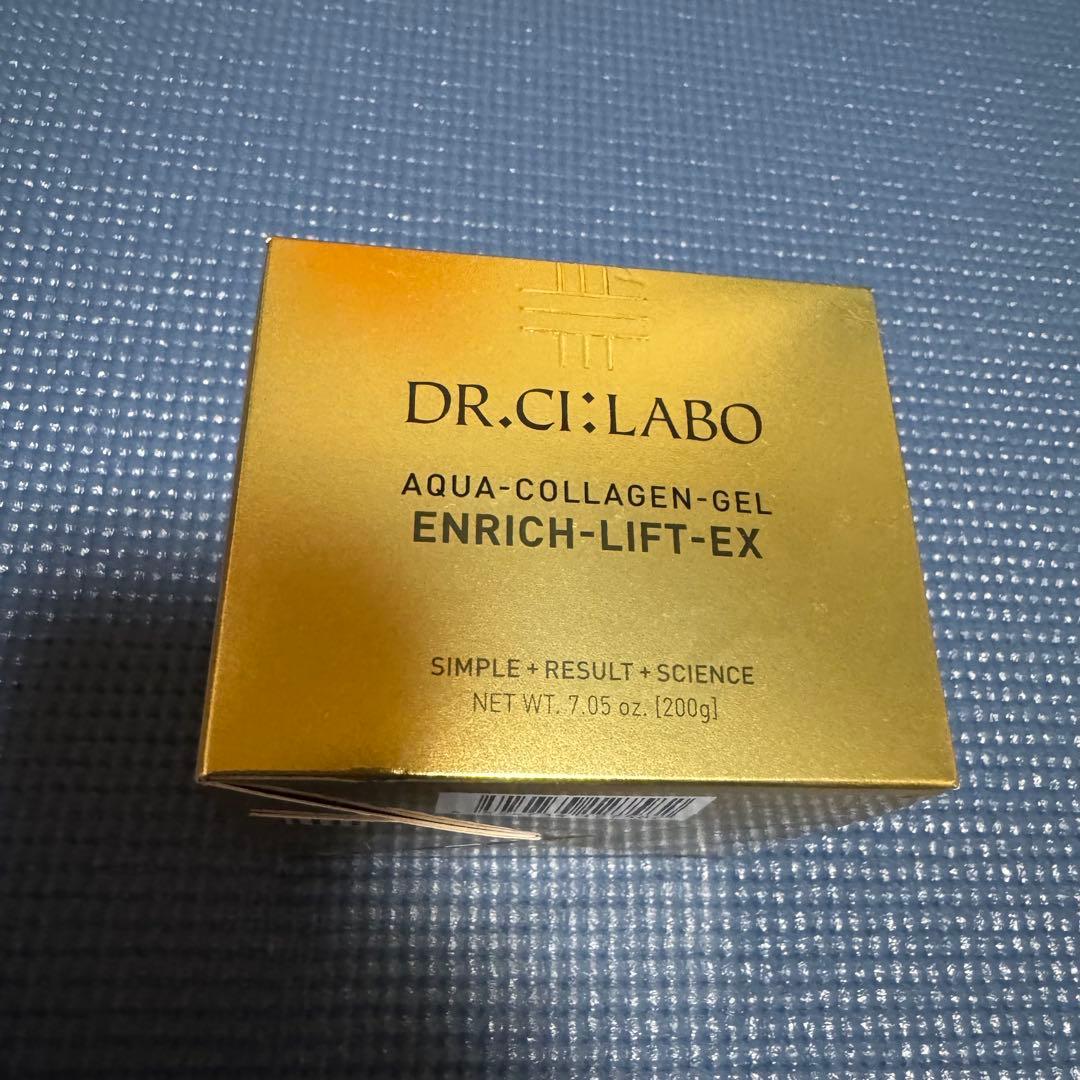 DR.CI:LABO
AQUA-COLLAGEN-GEL
ENRICH-LIFT-EX
SIMPLE + RESULT + SCIENCE
NET WT. 7.05 oz. [200g]